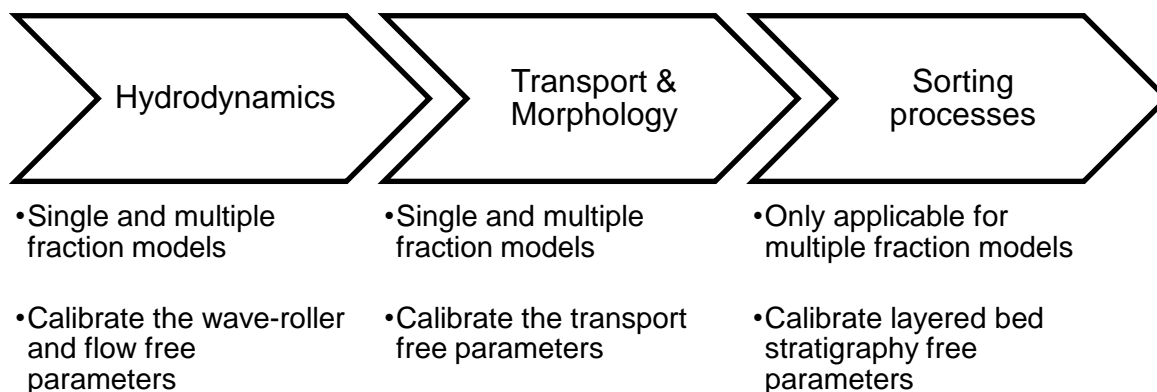 Hydrodynamics
Transport &
Morphology
Sorting
processes
•Single and multiple
fraction models
•Calibrate the wave-roller
and flow free
parameters
•Single and multiple
fraction models
•Calibrate the transport
free parameters
•Only applicable for
multiple fraction models
•Calibrate layered bed
stratigraphy free
parameters